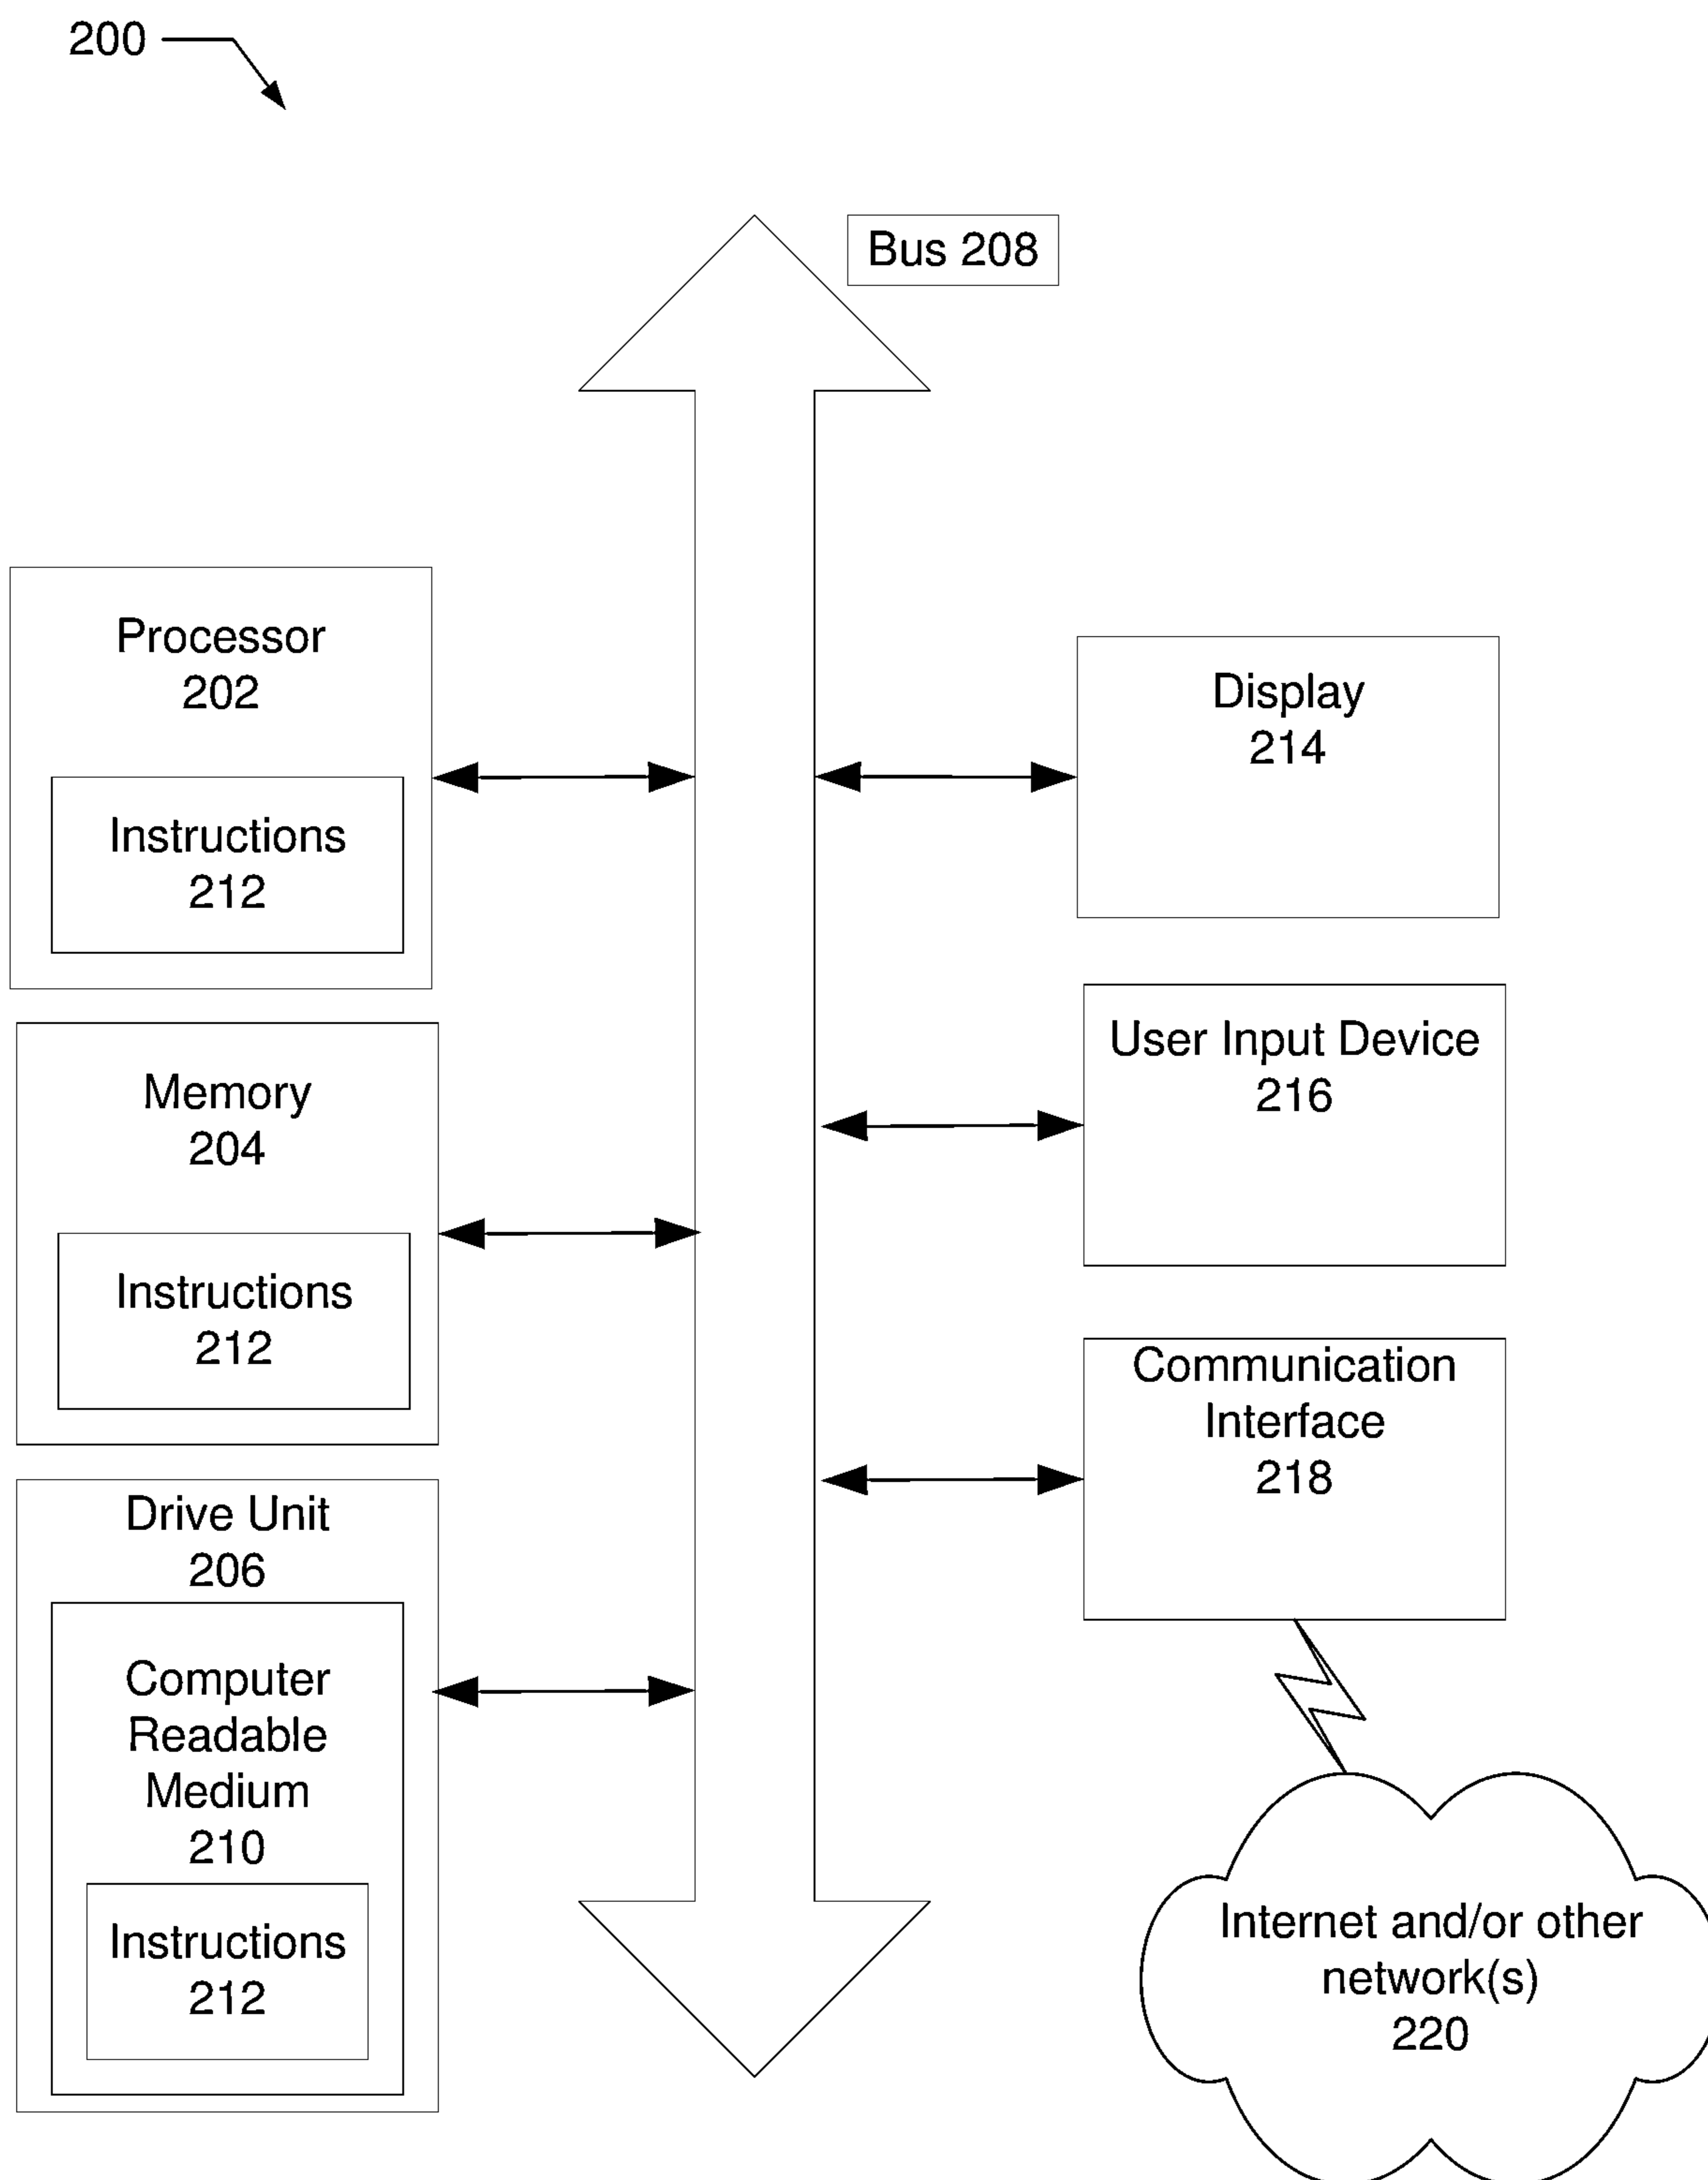 200
Bus 208
Processor
202
Instructions
212
Memory
204
Instructions
212
Drive Unit
206
Computer
Readable
Medium
210
Instructions
212
Display
214
User Input Device
216
Communication
Interface
218
Internet and/or other
network(s)
220